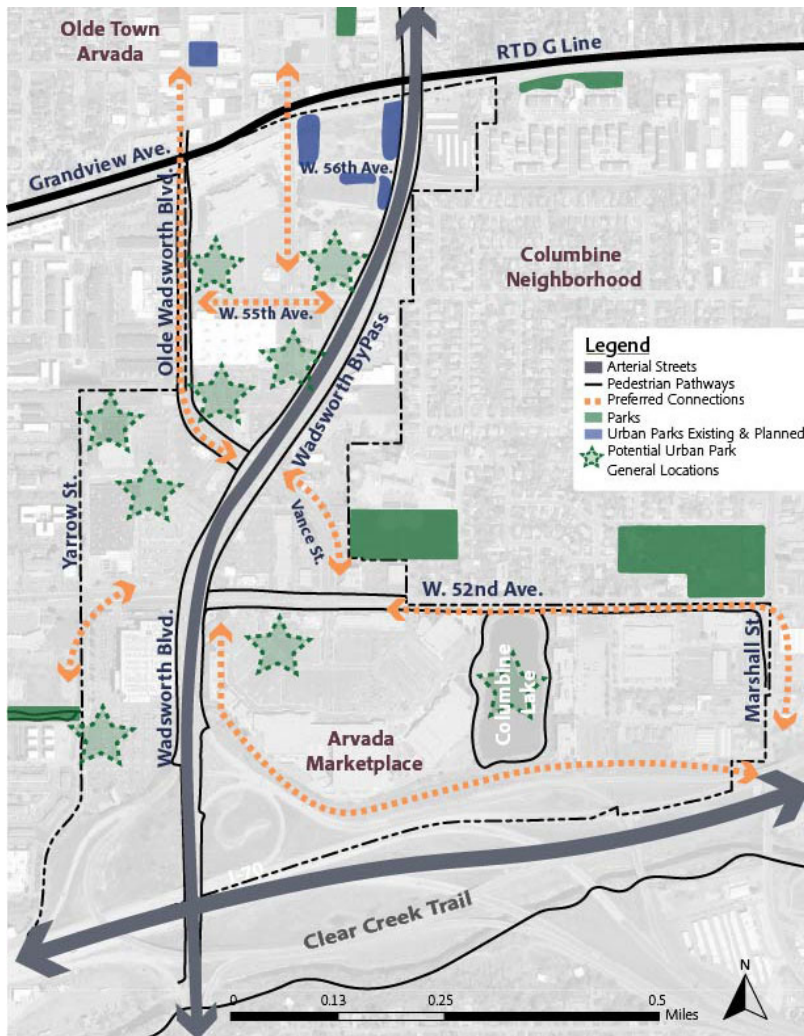 Olde Town
Arvada
RTD G Line
Grandview Ave.
W. 56th Ave.
Olde Wadsworth Blvd.
Columbine
Neighborhood
W. 55th Ave.
Wadsworth ByPass
Legend
Arterial Streets
Pedestrian Pathways
Preferred Connections
Parks
Urban Parks Existing & Planned
Potential Urban Park
General Locations
Yarrow St.
Vance St.
W. 52nd Ave.
Wadsworth Blvd.
Columbine
Lake
Marshall St.
Arvada
Marketplace
I-70
Clear Creek Trail
N
0 0.13 0.25 0.5
Miles